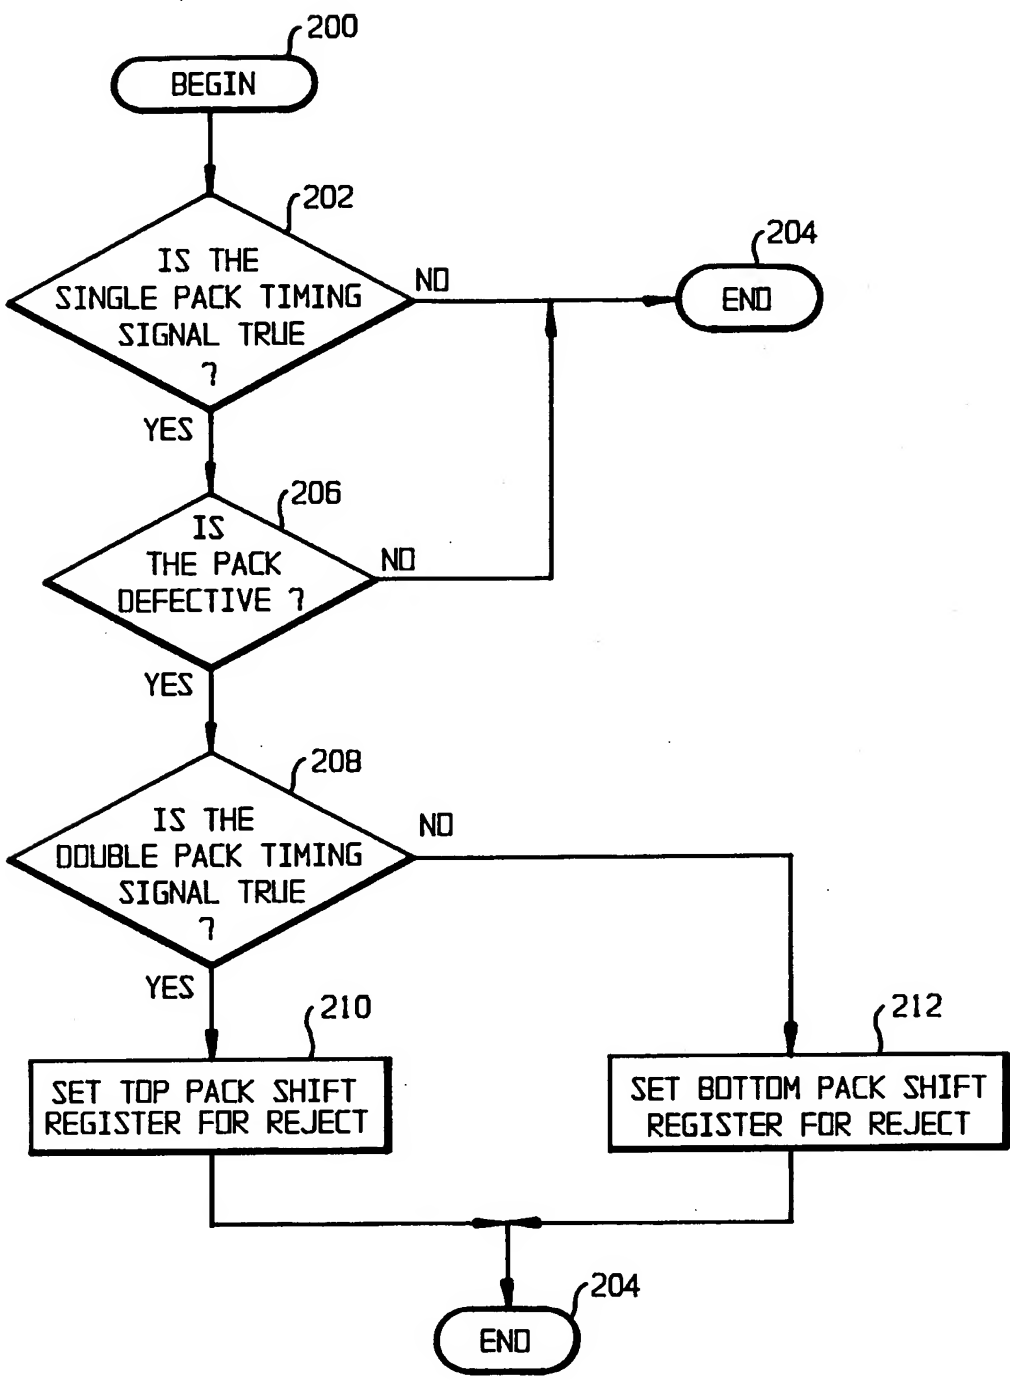 200
BEGIN
202
IS THE
SINGLE PACK TIMING
SIGNAL TRUE
?
NO
204
END
YES
206
IS
THE PACK
DEFECTIVE ?
NO
YES
208
IS THE
DOUBLE PACK TIMING
SIGNAL TRUE
?
NO
YES
210
SET TOP PACK SHIFT
REGISTER FOR REJECT
212
SET BOTTOM PACK SHIFT
REGISTER FOR REJECT
204
END